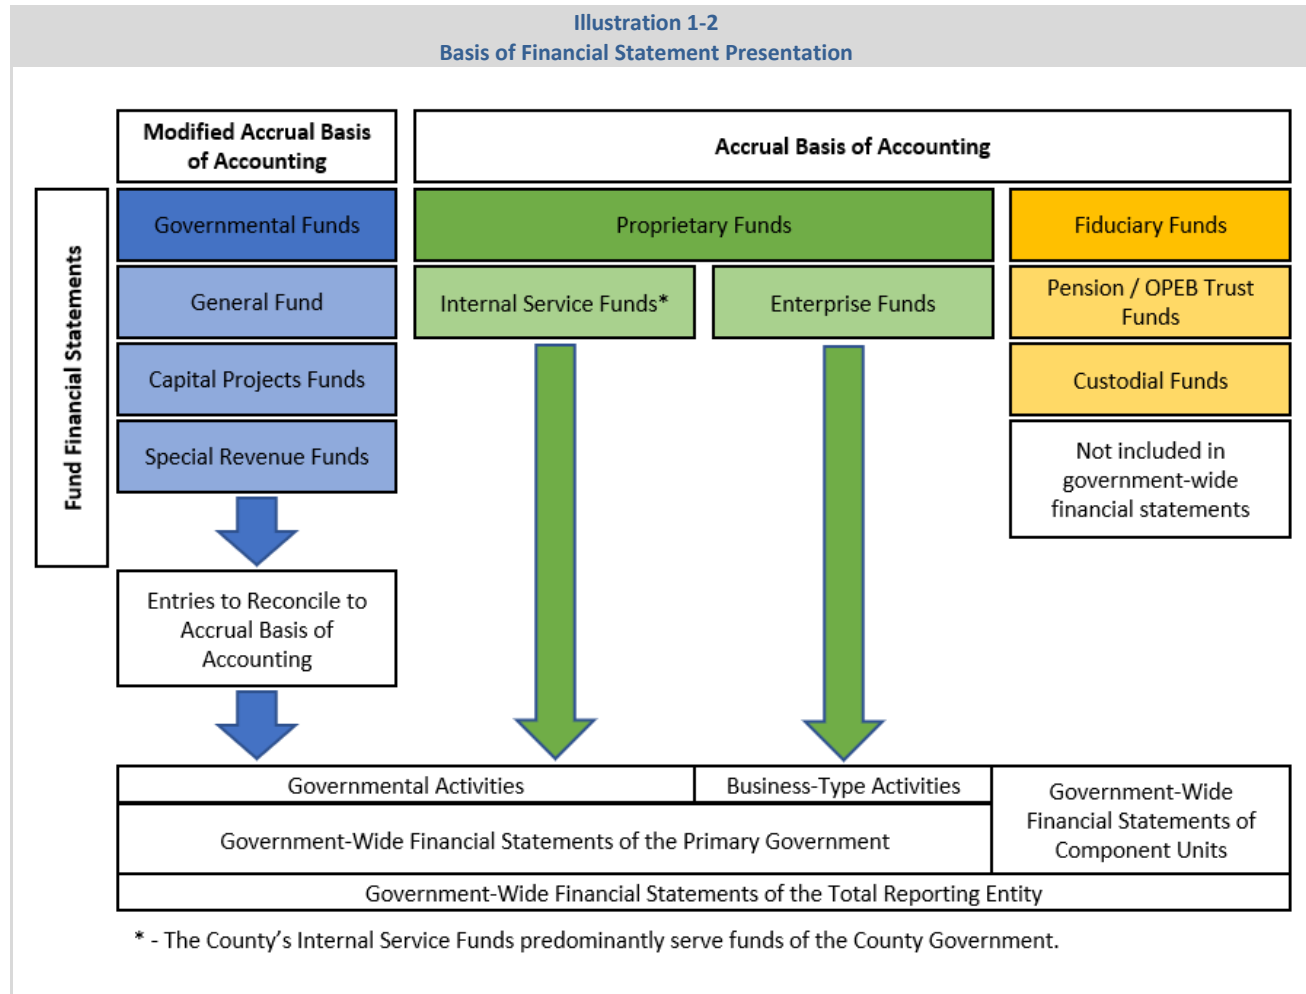 Illustration 1-2
Basis of Financial Statement Presentation
Modified Accrual Basis
of Accounting
Accrual Basis of Accounting
Fund Financial Statements
Governmental Funds
Proprietary Funds
Fiduciary Funds
General Fund
Internal Service Funds*
Enterprise Funds
Pension / OPEB Trust
Funds
Capital Projects Funds
Custodial Funds
Special Revenue Funds
Not included in
government-wide
financial statements
Entries to Reconcile to
Accrual Basis of
Accounting
Governmental Activities
Business-Type Activities
Government-Wide
Financial Statements of
Component Units
Government-Wide Financial Statements of the Primary Government
Government-Wide Financial Statements of the Total Reporting Entity
* - The County's Internal Service Funds predominantly serve funds of the County Government.